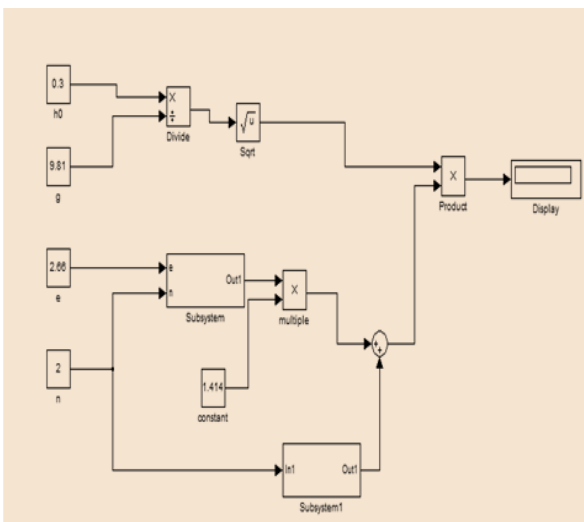 0.3
h0
X
÷
Divide
√u
Sqrt
9.81
g
X
Product
Display
2.66
e
e
n
Out1
Subsystem
X
multiple
2
n
1.414
constant
+
+
In1
Out1
Subsystem1